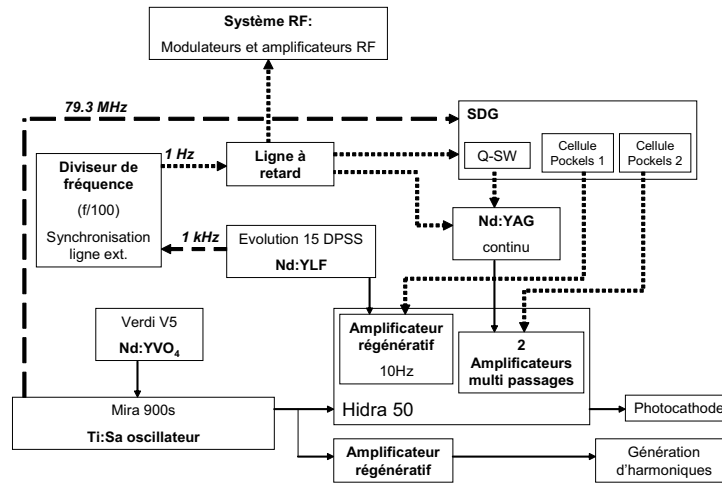 Système RF:
Modulateurs et amplificateurs RF
79.3 MHz
SDG
Q-SW
Cellule
Pockels 1
Cellule
Pockels 2
1 Hz
Ligne à
retard
Diviseur de
fréquence
(f/100)
Synchronisation
ligne ext.
Nd:YAG
continu
1 kHz
Evolution 15 DPSS
Nd:YLF
Verdi V5
Nd:YVO4
Amplificateur
régénératif
10Hz
2
Amplificateurs
multi passages
Hidra 50
Mira 900s
Ti:Sa oscillateur
Photocathode
Amplificateur
régénératif
Génération
d'harmoniques